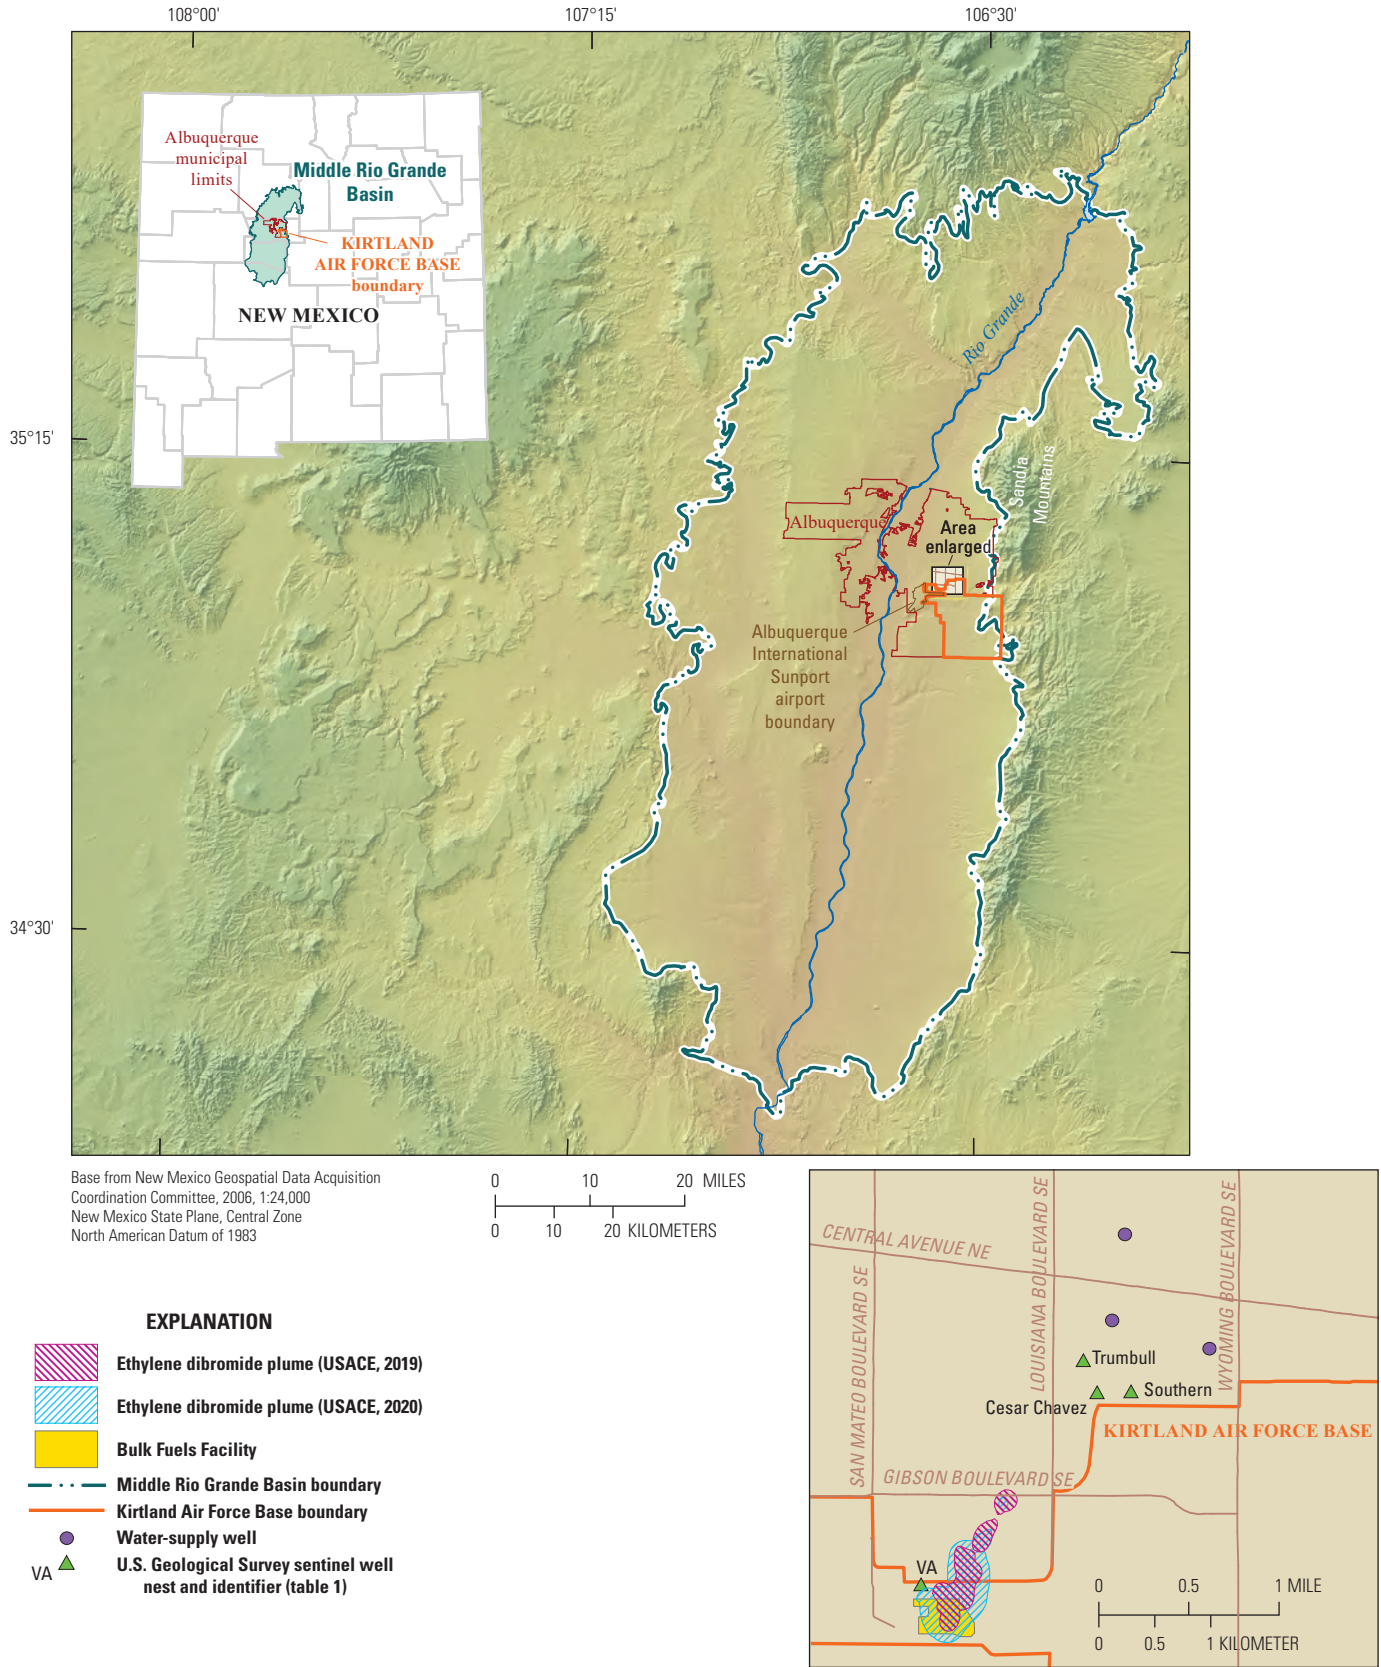 108°00'
107°15'
106°30'
35°15'
34°30'
Albuquerque
municipal
limits
Middle Rio Grande
Basin
KIRTLAND
AIR FORCE BASE
boundary
NEW MEXICO
Rio Grande
Sandia
Mountains
Albuquerque
Area
enlarged
Albuquerque
International
Sunport
airport
boundary
Base from New Mexico Geospatial Data Acquisition
Coordination Committee, 2006, 1:24,000
New Mexico State Plane, Central Zone
North American Datum of 1983
0 10 20 MILES
0 10 20 KILOMETERS
EXPLANATION
Ethylene dibromide plume (USACE, 2019)
Ethylene dibromide plume (USACE, 2020)
Bulk Fuels Facility
Middle Rio Grande Basin boundary
Kirtland Air Force Base boundary
Water-supply well
VA U.S. Geological Survey sentinel well
nest and identifier (table 1)
CENTRAL AVENUE NE
SAN MATEO BOULEVARD SE
LOUISIANA BOULEVARD SE
WYOMING BOULEVARD SE
Trumbull
Southern
Cesar Chavez
KIRTLAND AIR FORCE BASE
GIBSON BOULEVARD SE
VA
0 0.5 1 MILE
0 0.5 1 KILOMETER